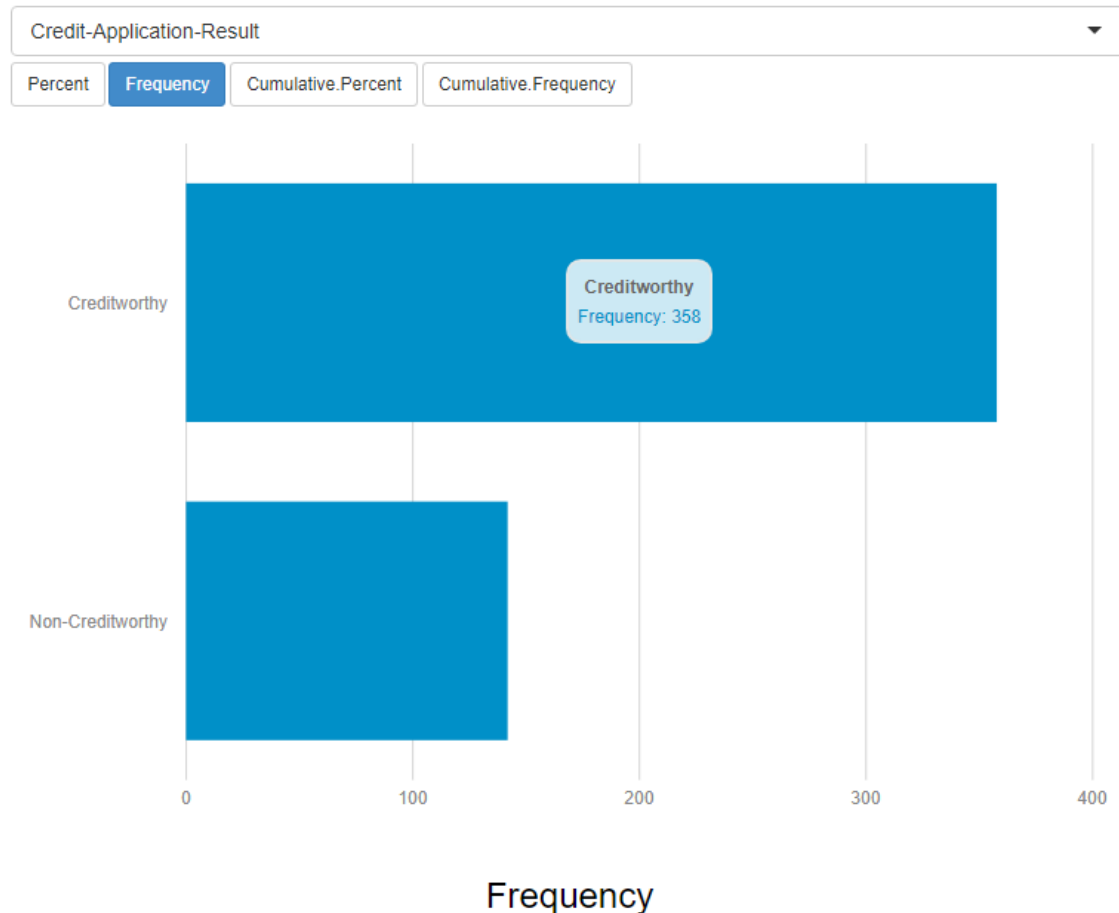 Credit-Application-Result
Percent Frequency Cumulative.Percent Cumulative.Frequency
Creditworthy
Creditworthy
Frequency: 358
Non-Creditworthy
0 100 200 300 400
Frequency